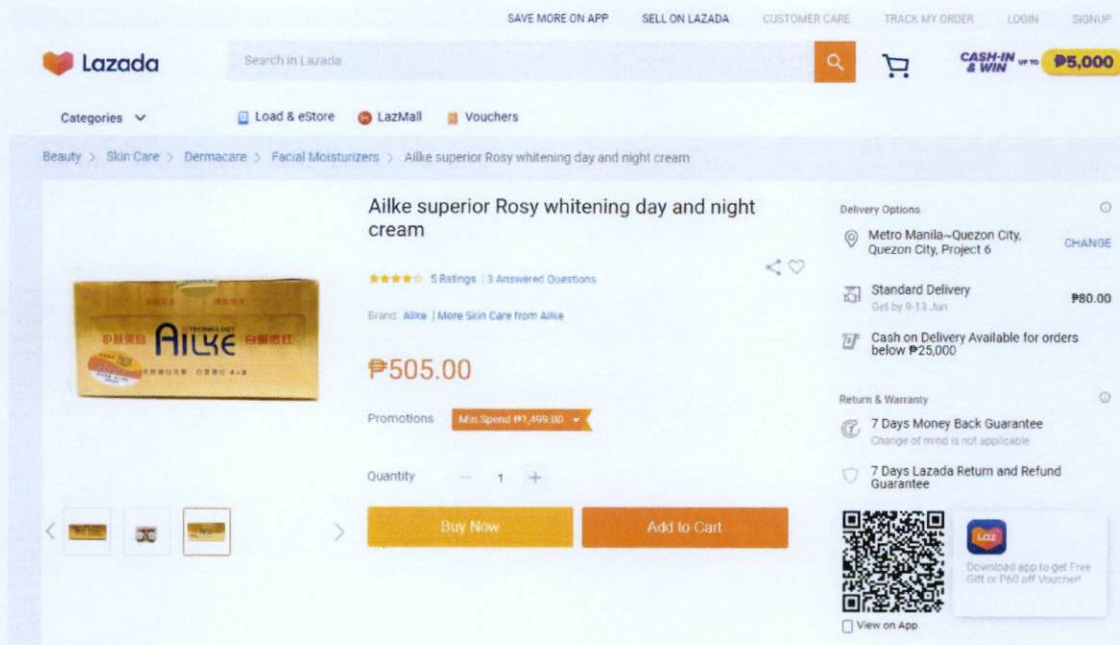 SAVE MORE ON APP SELL ON LAZADA CUSTOMER CARE TRACK MY ORDER LOGIN SIGNUP
Lazada
Search in Lazada
CASH-IN & WIN UP TO ₱5,000
Categories
Load & eStore
LazMall
Vouchers
Beauty > Skin Care > Dermacare > Facial Moisturizers > Ailke superior Rosy whitening day and night cream
TECHNOLOGY
AILKE
白里透红
Ailke superior Rosy whitening day and night
cream
5 Ratings | 3 Answered Questions
Brand: Ailke | More Skin Care from Ailke
₱505.00
Promotions
Min.Spend ₱1,499.00
Quantity
− 1 +
Buy Now
Add to Cart
Delivery Options
Metro Manila~Quezon City,
Quezon City, Project 6
CHANGE
Standard Delivery
₱80.00
Get by 9-13 Jun
Cash on Delivery Available for orders
below ₱25,000
Return & Warranty
7 Days Money Back Guarantee
Change of mind is not applicable
7 Days Lazada Return and Refund
Guarantee
Laz
Download app to get Free
Gift or ₱60 off Voucher!
View on App